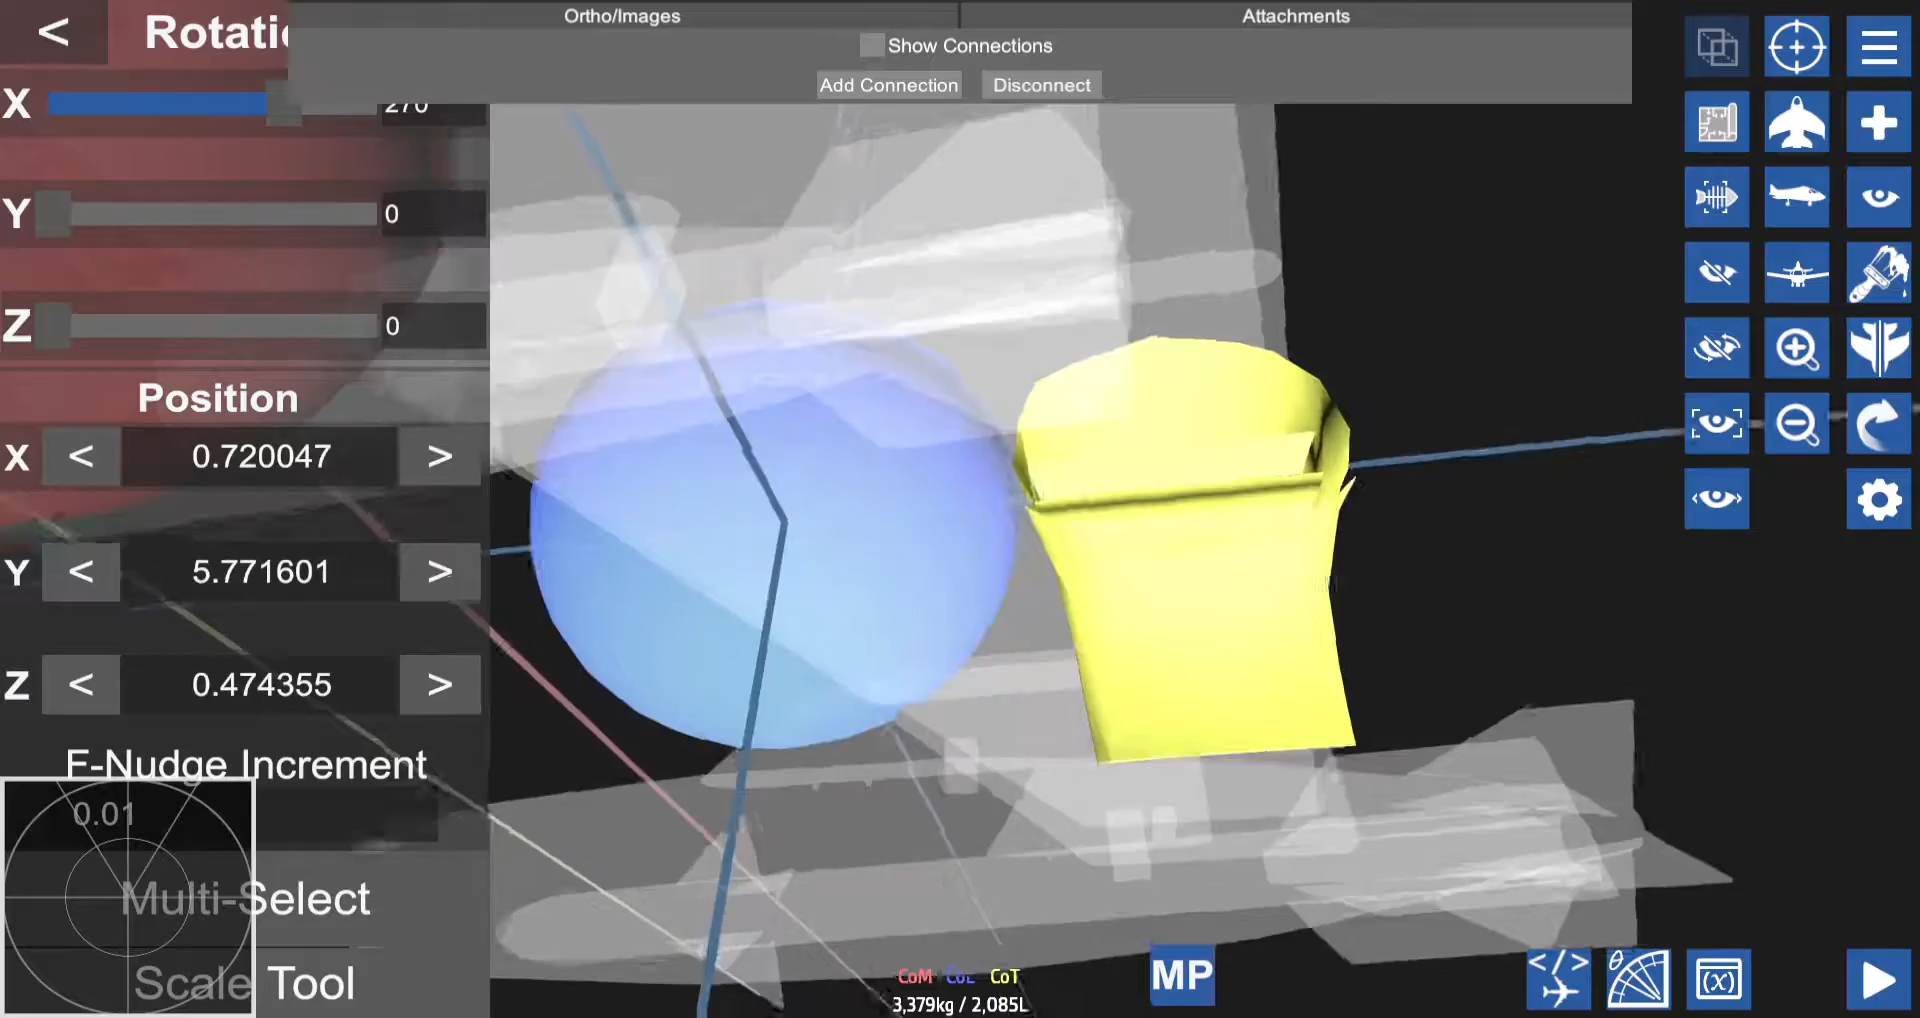 Ortho/Images
Attachments
< Rotati
Show Connections
Add Connection Disconnect
X 270
Y 0
Z 0
Position
X < 0.720047 >
Y < 5.771601 >
Z < 0.474355 >
F-Nudge Increment
0.01
Multi-Select
Scale Tool
CoM CoL CoT
3,379kg / 2,085L
MP
</>
θ
(x)